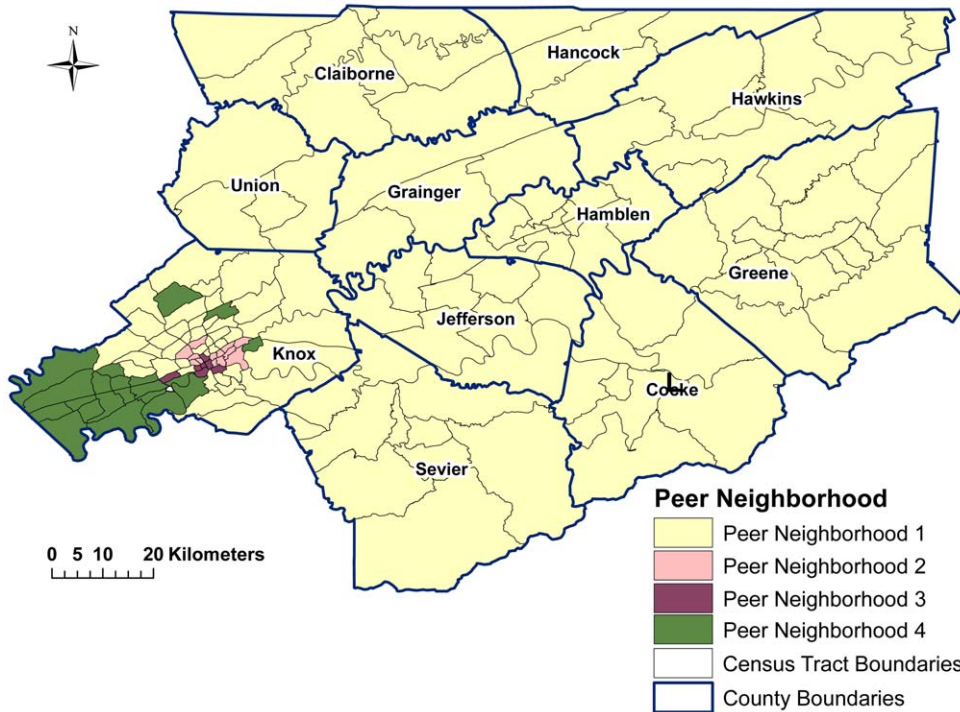 N
Hancock
Claiborne
Hawkins
Union
Grainger
Hamblen
Greene
Jefferson
Knox
Cocke
L
Sevier
0 5 10 20 Kilometers
Peer Neighborhood
Peer Neighborhood 1
Peer Neighborhood 2
Peer Neighborhood 3
Peer Neighborhood 4
Census Tract Boundaries
County Boundaries